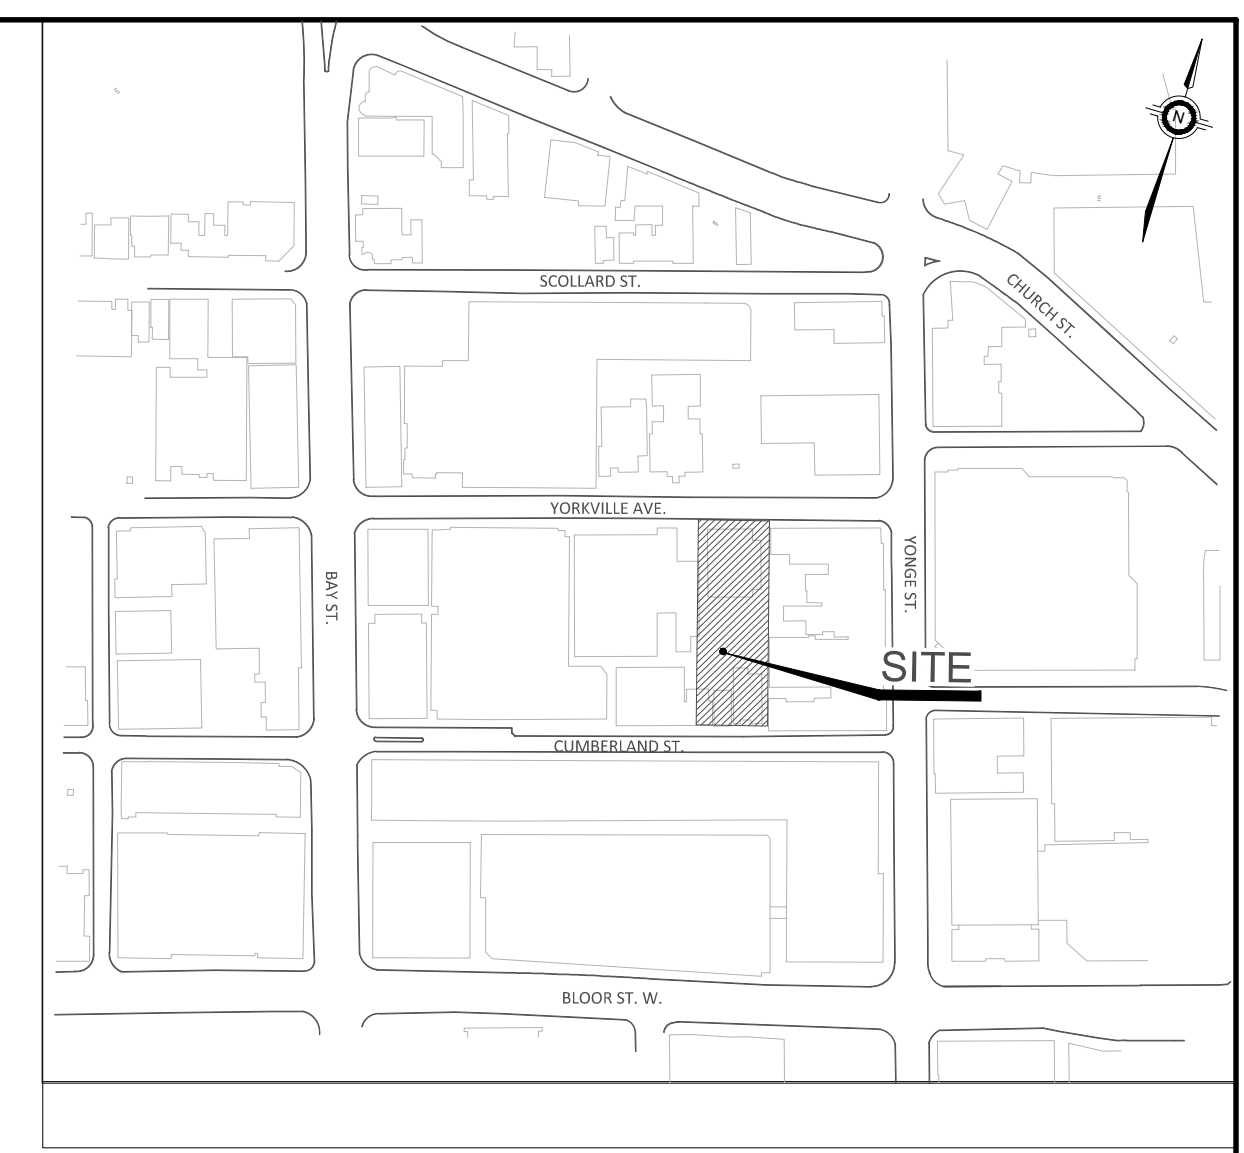 N
SCOLLARD ST.
CHURCH ST.
YORKVILLE AVE.
BAY ST.
YONGE ST.
SITE
CUMBERLAND ST.
BLOOR ST. W.